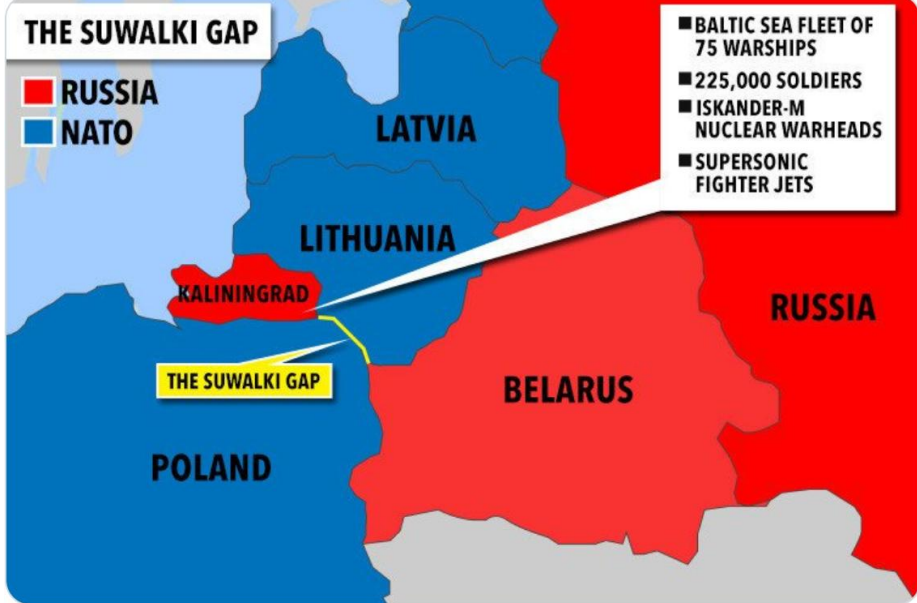 THE SUWALKI GAP
RUSSIA
NATO
■ BALTIC SEA FLEET OF
75 WARSHIPS
■ 225,000 SOLDIERS
■ ISKANDER-M
NUCLEAR WARHEADS
■ SUPERSONIC
FIGHTER JETS
LATVIA
LITHUANIA
KALININGRAD
RUSSIA
THE SUWALKI GAP
BELARUS
POLAND